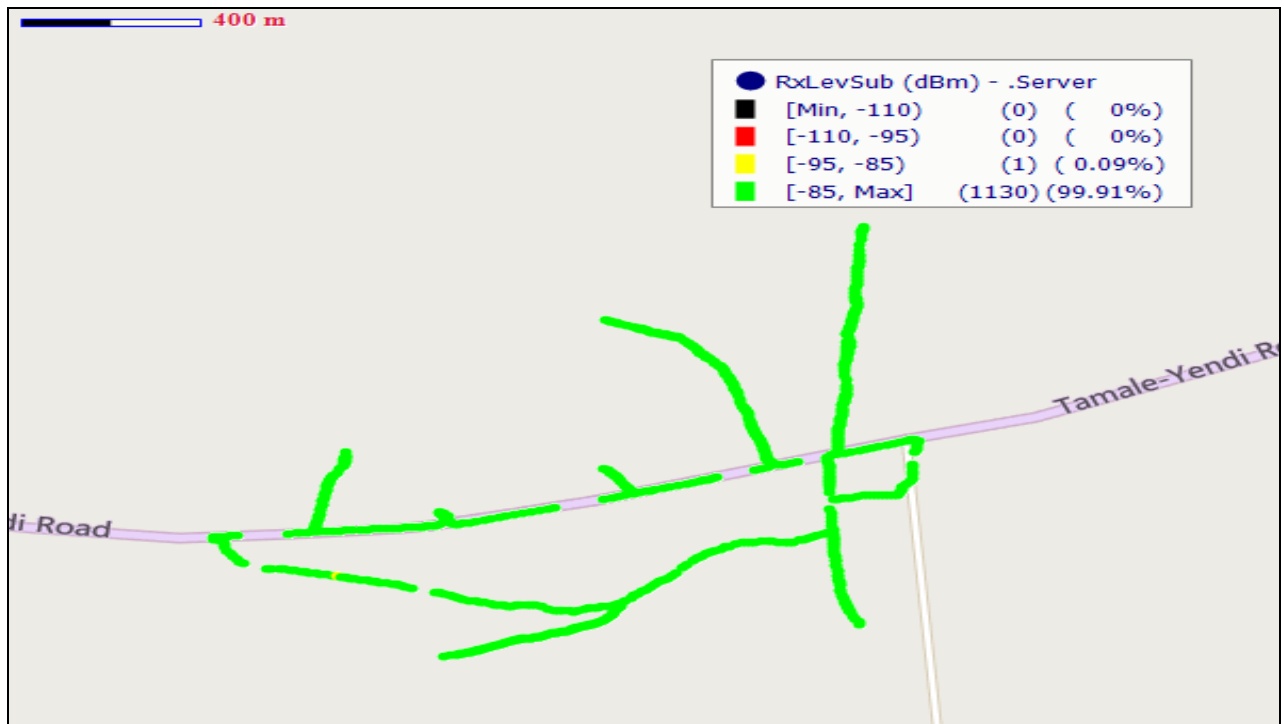 400 m
RxLevSub (dBm) - .Server
[Min, -110) (0) ( 0%)
[-110, -95) (0) ( 0%)
[-95, -85) (1) ( 0.09%)
[-85, Max] (1130) (99.91%)
Tamale-Yendi Ro
di Road